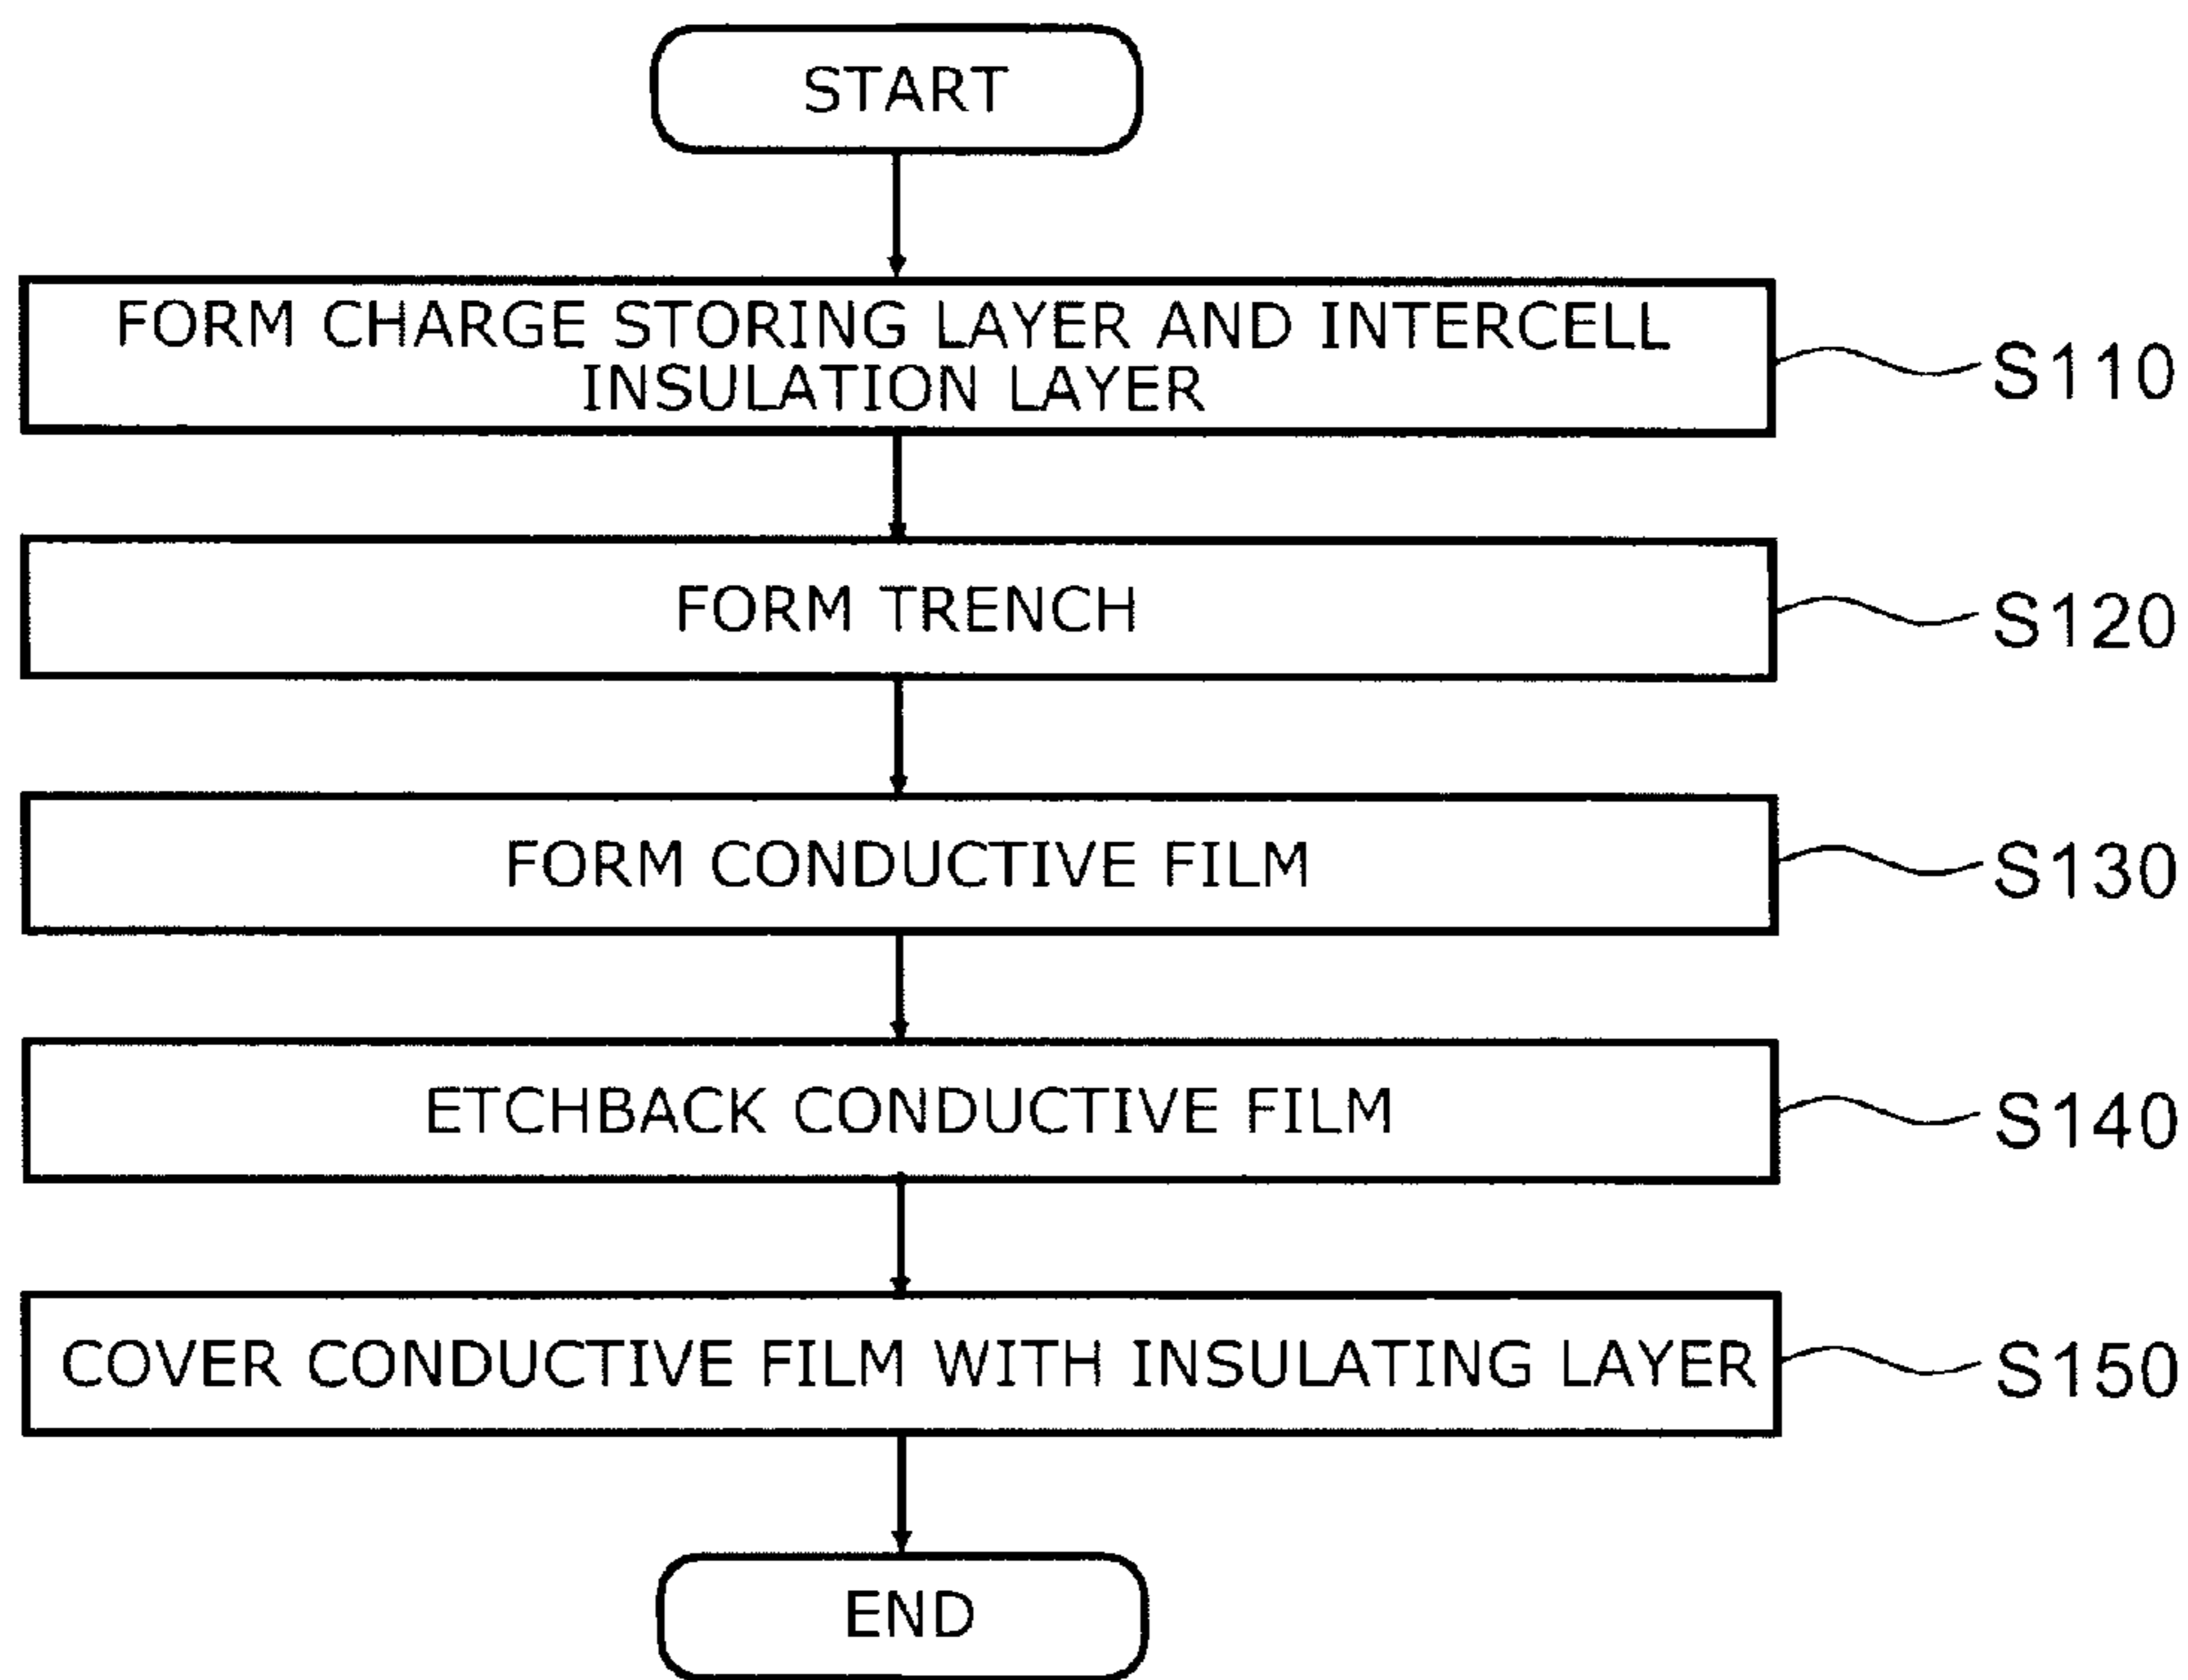 START
FORM CHARGE STORING LAYER AND INTERCELL
INSULATION LAYER
S110
FORM TRENCH
S120
FORM CONDUCTIVE FILM
S130
ETCHBACK CONDUCTIVE FILM
S140
COVER CONDUCTIVE FILM WITH INSULATING LAYER
S150
END